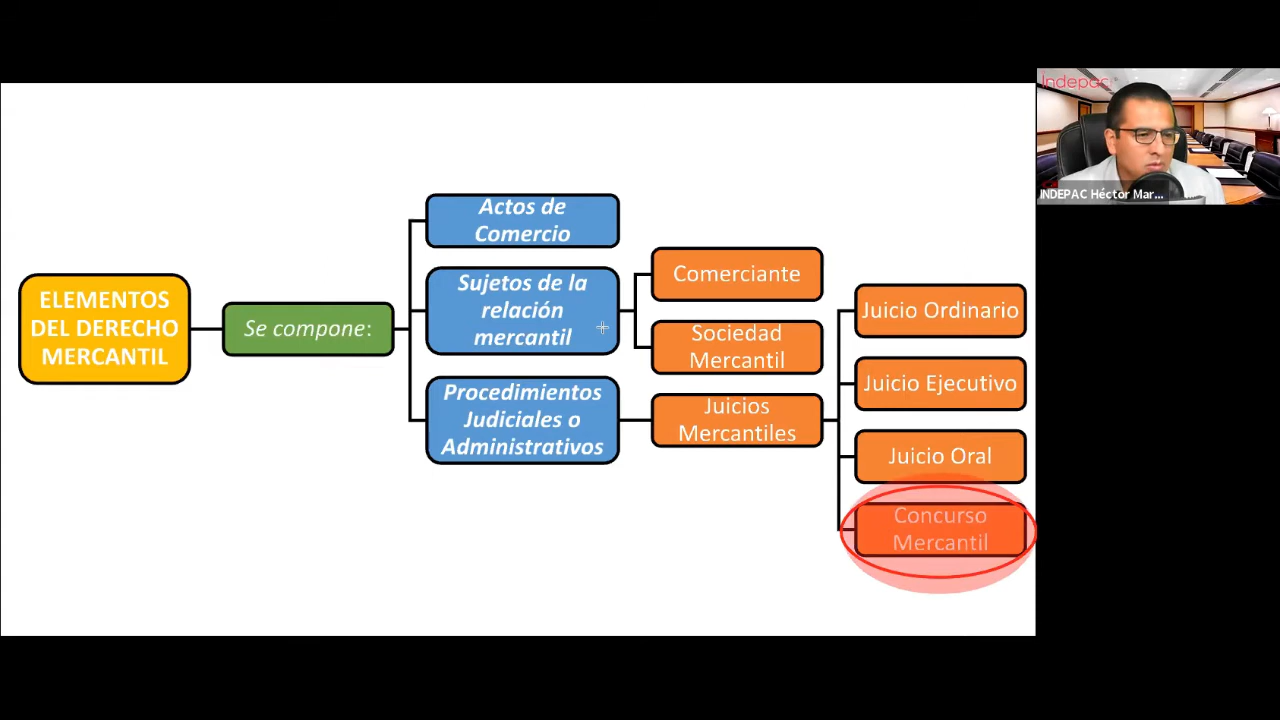 ELEMENTOS
DEL DERECHO
MERCANTIL
Se compone:
Actos de
Comercio
Sujetos de la
relación
mercantil
Procedimientos
Judiciales o
Administrativos
Comerciante
Sociedad
Mercantil
Juicios
Mercantiles
Juicio Ordinario
Juicio Ejecutivo
Juicio Oral
Concurso
Mercantil
Indepac
INDEPAC Héctor Mar...